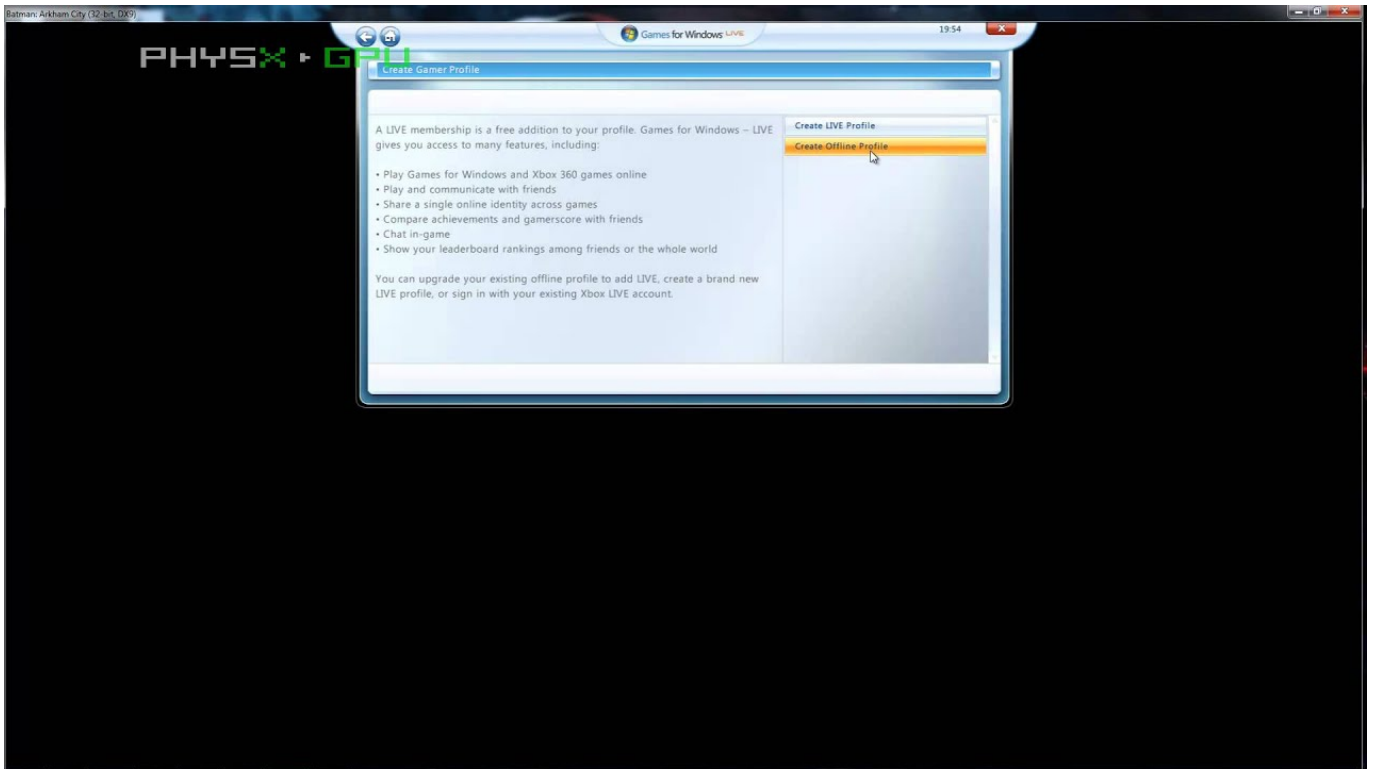 Batman: Arkham City (32-bit, DX9)
Games for Windows LIVE
19:54
PHYSX ▸ GPU
Create Gamer Profile
A LIVE membership is a free addition to your profile. Games for Windows – LIVE
gives you access to many features, including:
• Play Games for Windows and Xbox 360 games online
• Play and communicate with friends
• Share a single online identity across games
• Compare achievements and gamerscore with friends
• Chat in-game
• Show your leaderboard rankings among friends or the whole world
You can upgrade your existing offline profile to add LIVE, create a brand new
LIVE profile, or sign in with your existing Xbox LIVE account.
Create LIVE Profile
Create Offline Profile